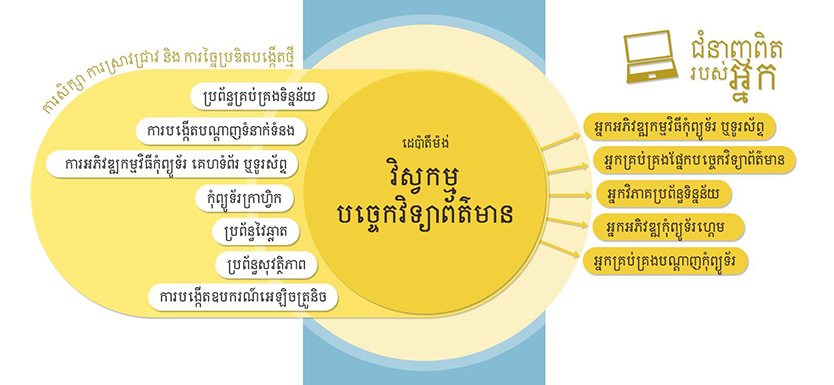 ការសិក្សា ការស្រាវជ្រាវ និង ការច្នៃប្រឌិតបង្កើតថ្មី
ប្រព័ន្ធគ្រប់គ្រងទិន្នន័យ
ការបង្កើតបណ្តាញទំនាក់ទំនង
ការអភិវឌ្ឍកម្មវិធីកុំព្យូទ័រ គេហទំព័រ ឬទូរស័ព្ទ
កុំព្យូទ័រក្រាហ្វិក
ប្រព័ន្ធវៃឆ្លាត
ប្រព័ន្ធសុវត្ថិភាព
ការបង្កើតឧបករណ៍អេឡិចត្រូនិច
ដេប៉ាតឺម៉ង់
វិស្វកម្ម
បច្ចេកវិទ្យាព័ត៌មាន
ជំនាញពិត
របស់អ្នក
អ្នកអភិវឌ្ឍកម្មវិធីកុំព្យូទ័រ ឬទូរស័ព្ទ
អ្នកគ្រប់គ្រងផ្នែកបច្ចេកវិទ្យាព័ត៌មាន
អ្នកវិភាគប្រព័ន្ធទិន្នន័យ
អ្នកអភិវឌ្ឍកុំព្យូទ័រហ្គេម
អ្នកគ្រប់គ្រងបណ្តាញកុំព្យូទ័រ